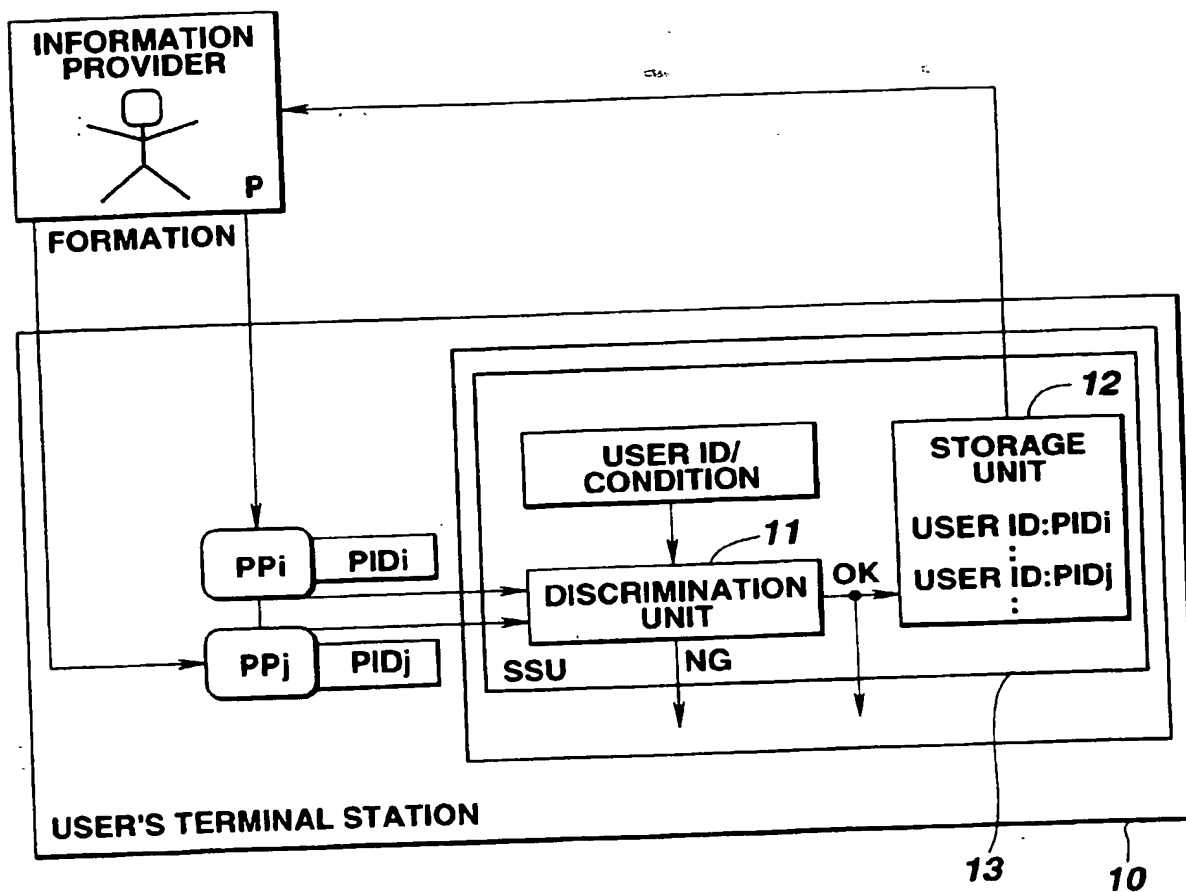 INFORMATION
PROVIDER
P
FORMATION
12
USER ID/
CONDITION
STORAGE
UNIT
USER ID:PIDi
:
USER ID:PIDj
:
11
PPi
PIDi
DISCRIMINATION
UNIT
OK
PPj
PIDj
SSU
NG
USER'S TERMINAL STATION
13
10